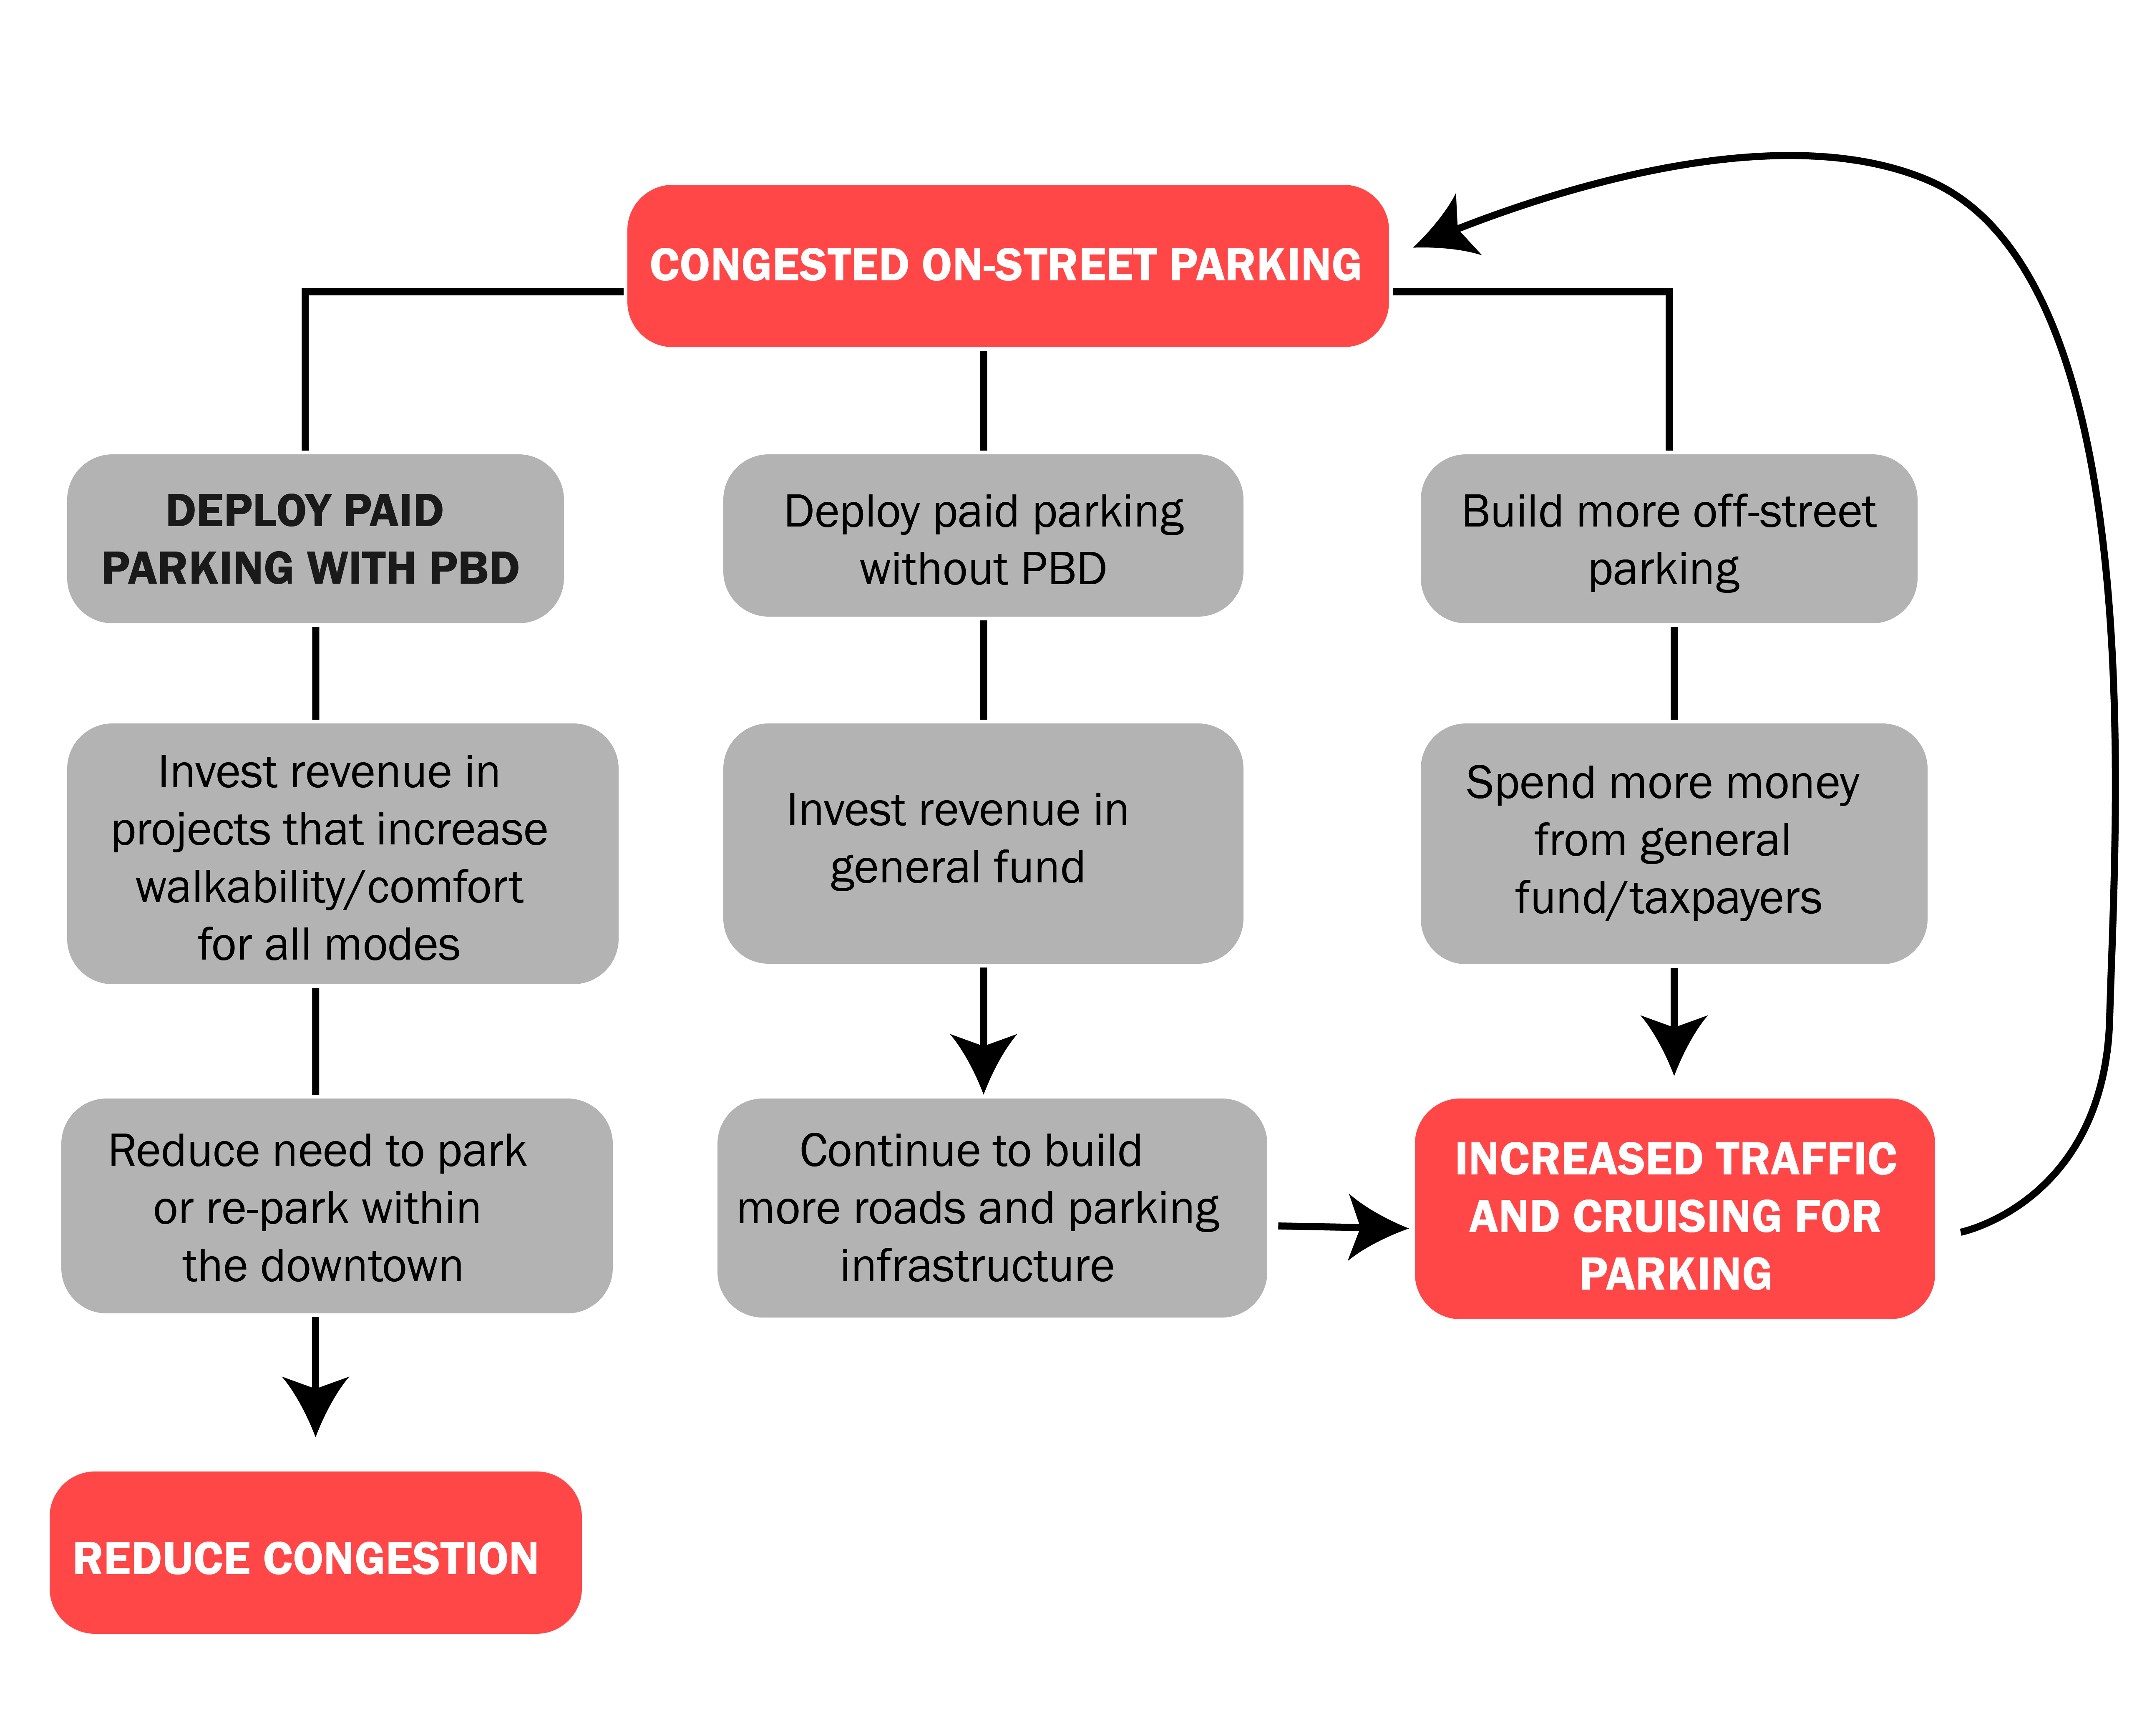 CONGESTED ON-STREET PARKING
DEPLOY PAID
PARKING WITH PBD
Deploy paid parking
without PBD
Build more off-street
parking
Invest revenue in
projects that increase
walkability/comfort
for all modes
Invest revenue in
general fund
Spend more money
from general
fund/taxpayers
Reduce need to park
or re-park within
the downtown
Continue to build
more roads and parking
infrastructure
INCREASED TRAFFIC
AND CRUISING FOR
PARKING
REDUCE CONGESTION